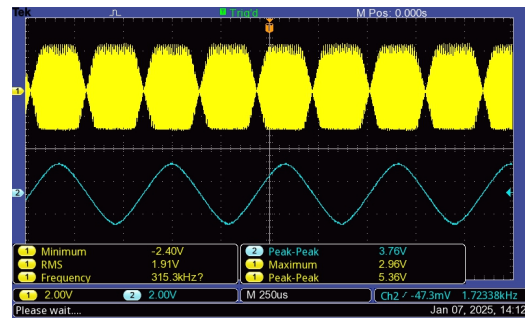 Tek Trig'd M Pos: 0.000s
T
1
2
1 Minimum -2.40V 2 Peak-Peak 3.76V
1 RMS 1.91V 1 Maximum 2.96V
1 Frequency 315.3kHz? 1 Peak-Peak 5.36V
1 2.00V 2 2.00V M 250us Ch2 -47.3mV 1.72338kHz
Please wait.... Jan 07, 2025, 14:12